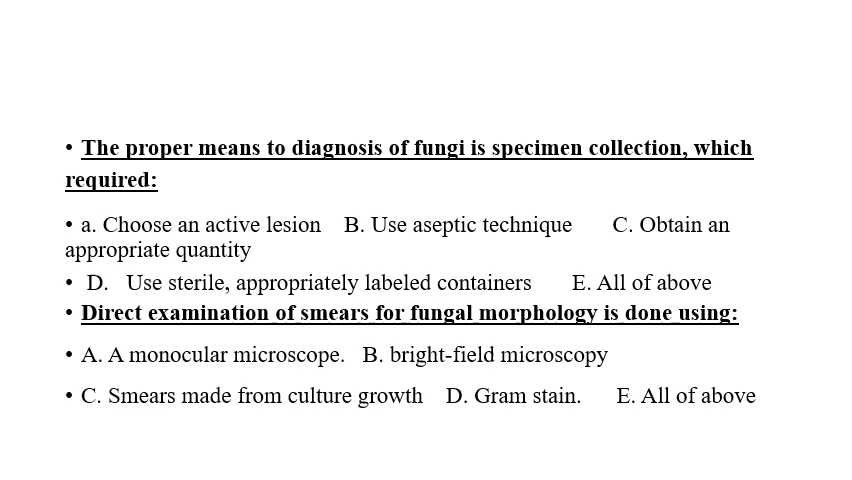 • The proper means to diagnosis of fungi is specimen collection, which
required:
• a. Choose an active lesion B. Use aseptic technique C. Obtain an
appropriate quantity
• D. Use sterile, appropriately labeled containers E. All of above
• Direct examination of smears for fungal morphology is done using:
• A. A monocular microscope. B. bright-field microscopy
• C. Smears made from culture growth D. Gram stain. E. All of above